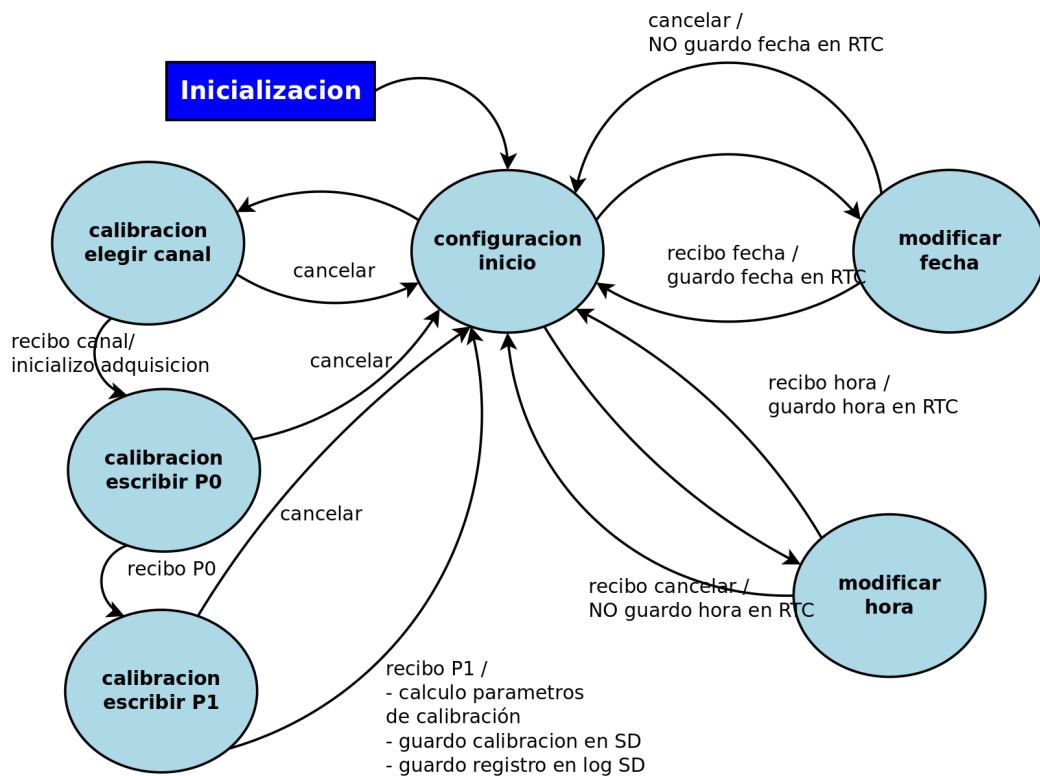 cancelar /
NO guardo fecha en RTC
Inicializacion
calibracion
elegir canal
configuracion
inicio
modificar
fecha
cancelar
recibo fecha /
guardo fecha en RTC
recibo canal/
inicializo adquisicion
cancelar
recibo hora /
guardo hora en RTC
calibracion
escribir P0
cancelar
recibo P0
recibo cancelar /
NO guardo hora en RTC
modificar
hora
calibracion
escribir P1
recibo P1 /
- calculo parametros
de calibración
- guardo calibracion en SD
- guardo registro en log SD